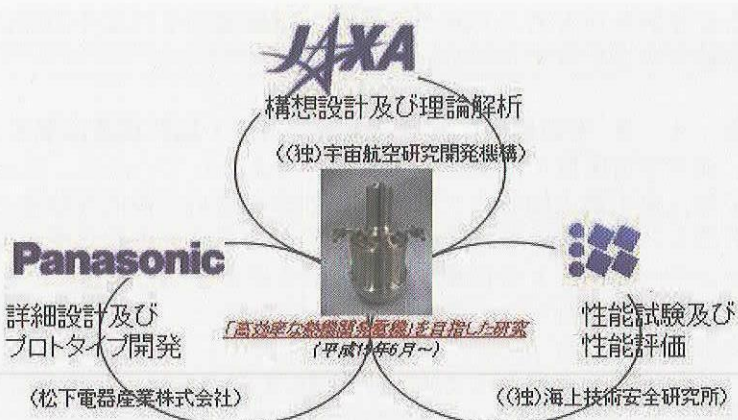 JAXA
構想設計及び理論解析
((独)宇宙航空研究開発機構)
Panasonic
詳細設計及び
プロトタイプ開発
(松下電器産業株式会社)
を目指した研究
性能試験及び
性能評価
((独)海上技術安全研究所)